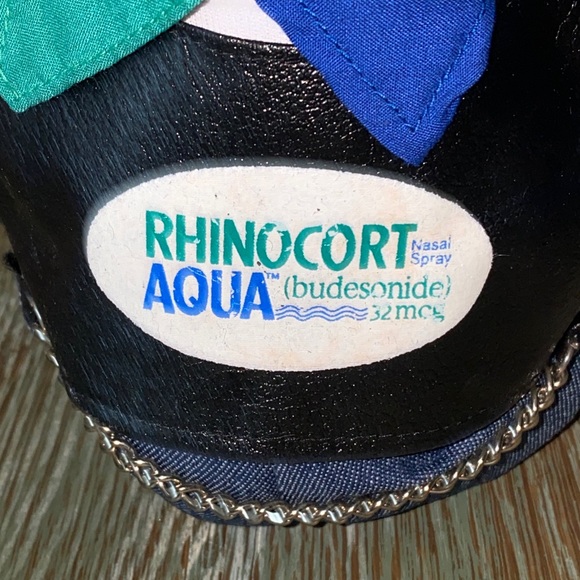 RHINOCORT Nasal Spray
AQUA™ (budesonide)
32mcg